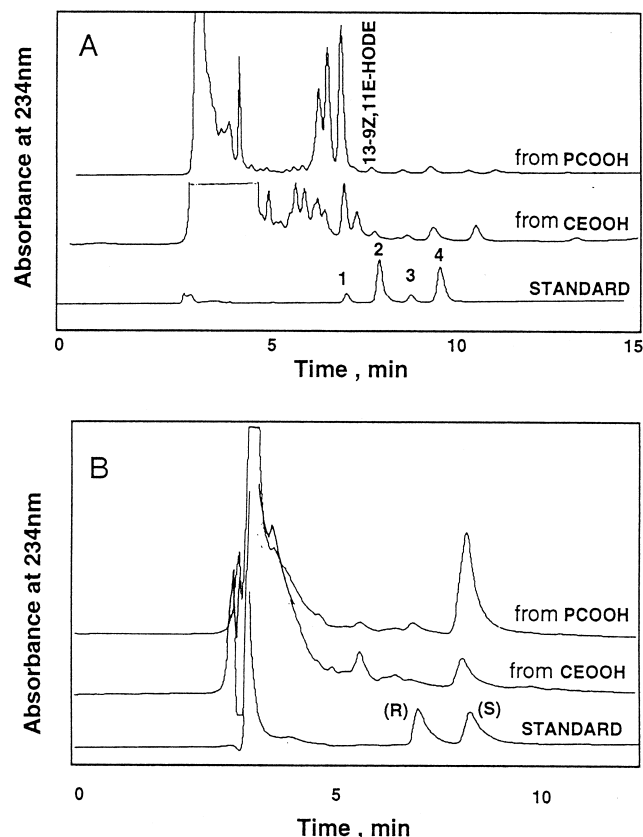 A
Absorbance at 234nm
13-9Z,11E-HODE
from PCOOH
from CEOOH
1
2
3
4
STANDARD
0
5
10
15
Time , min
B
Absorbance at 234nm
from PCOOH
from CEOOH
(R)
(S)
STANDARD
0
5
10
Time , min